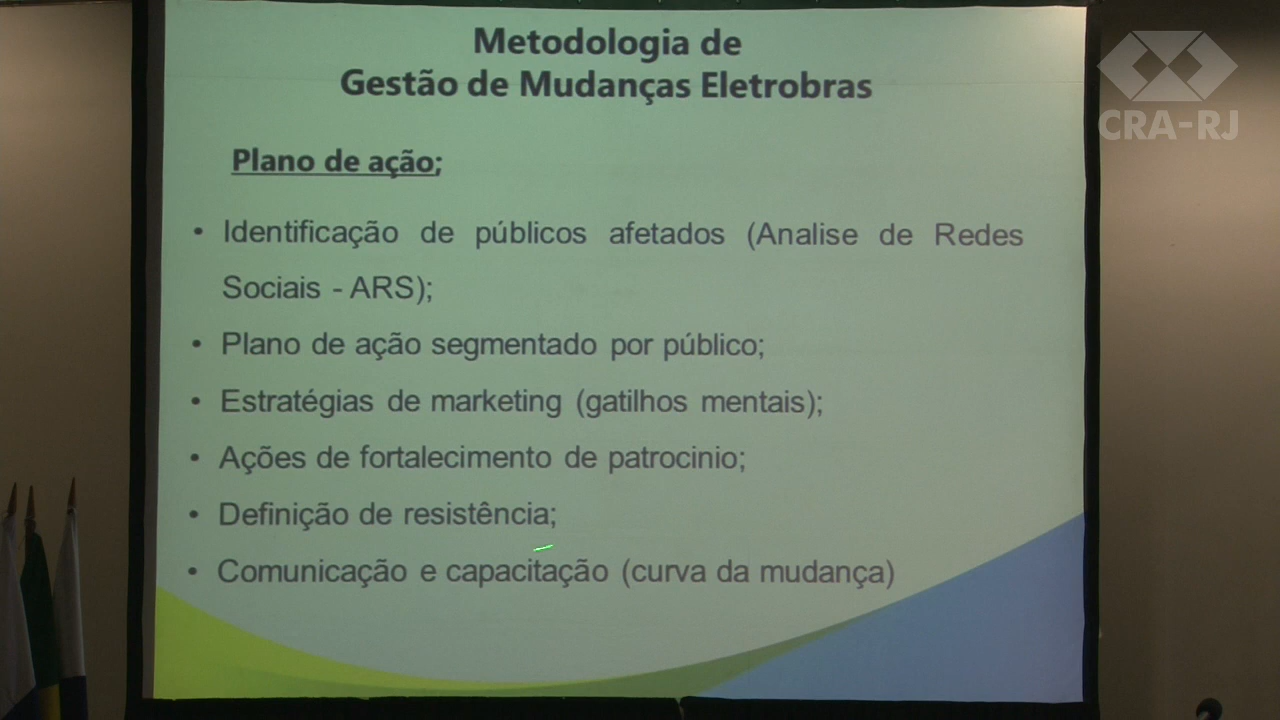 Metodologia de
Gestão de Mudanças Eletrobras
CRA-RJ
Plano de ação;
• Identificação de públicos afetados (Analise de Redes
Sociais - ARS);
• Plano de ação segmentado por público;
• Estratégias de marketing (gatilhos mentais);
• Ações de fortalecimento de patrocinio;
• Definição de resistência;
• Comunicação e capacitação (curva da mudança)